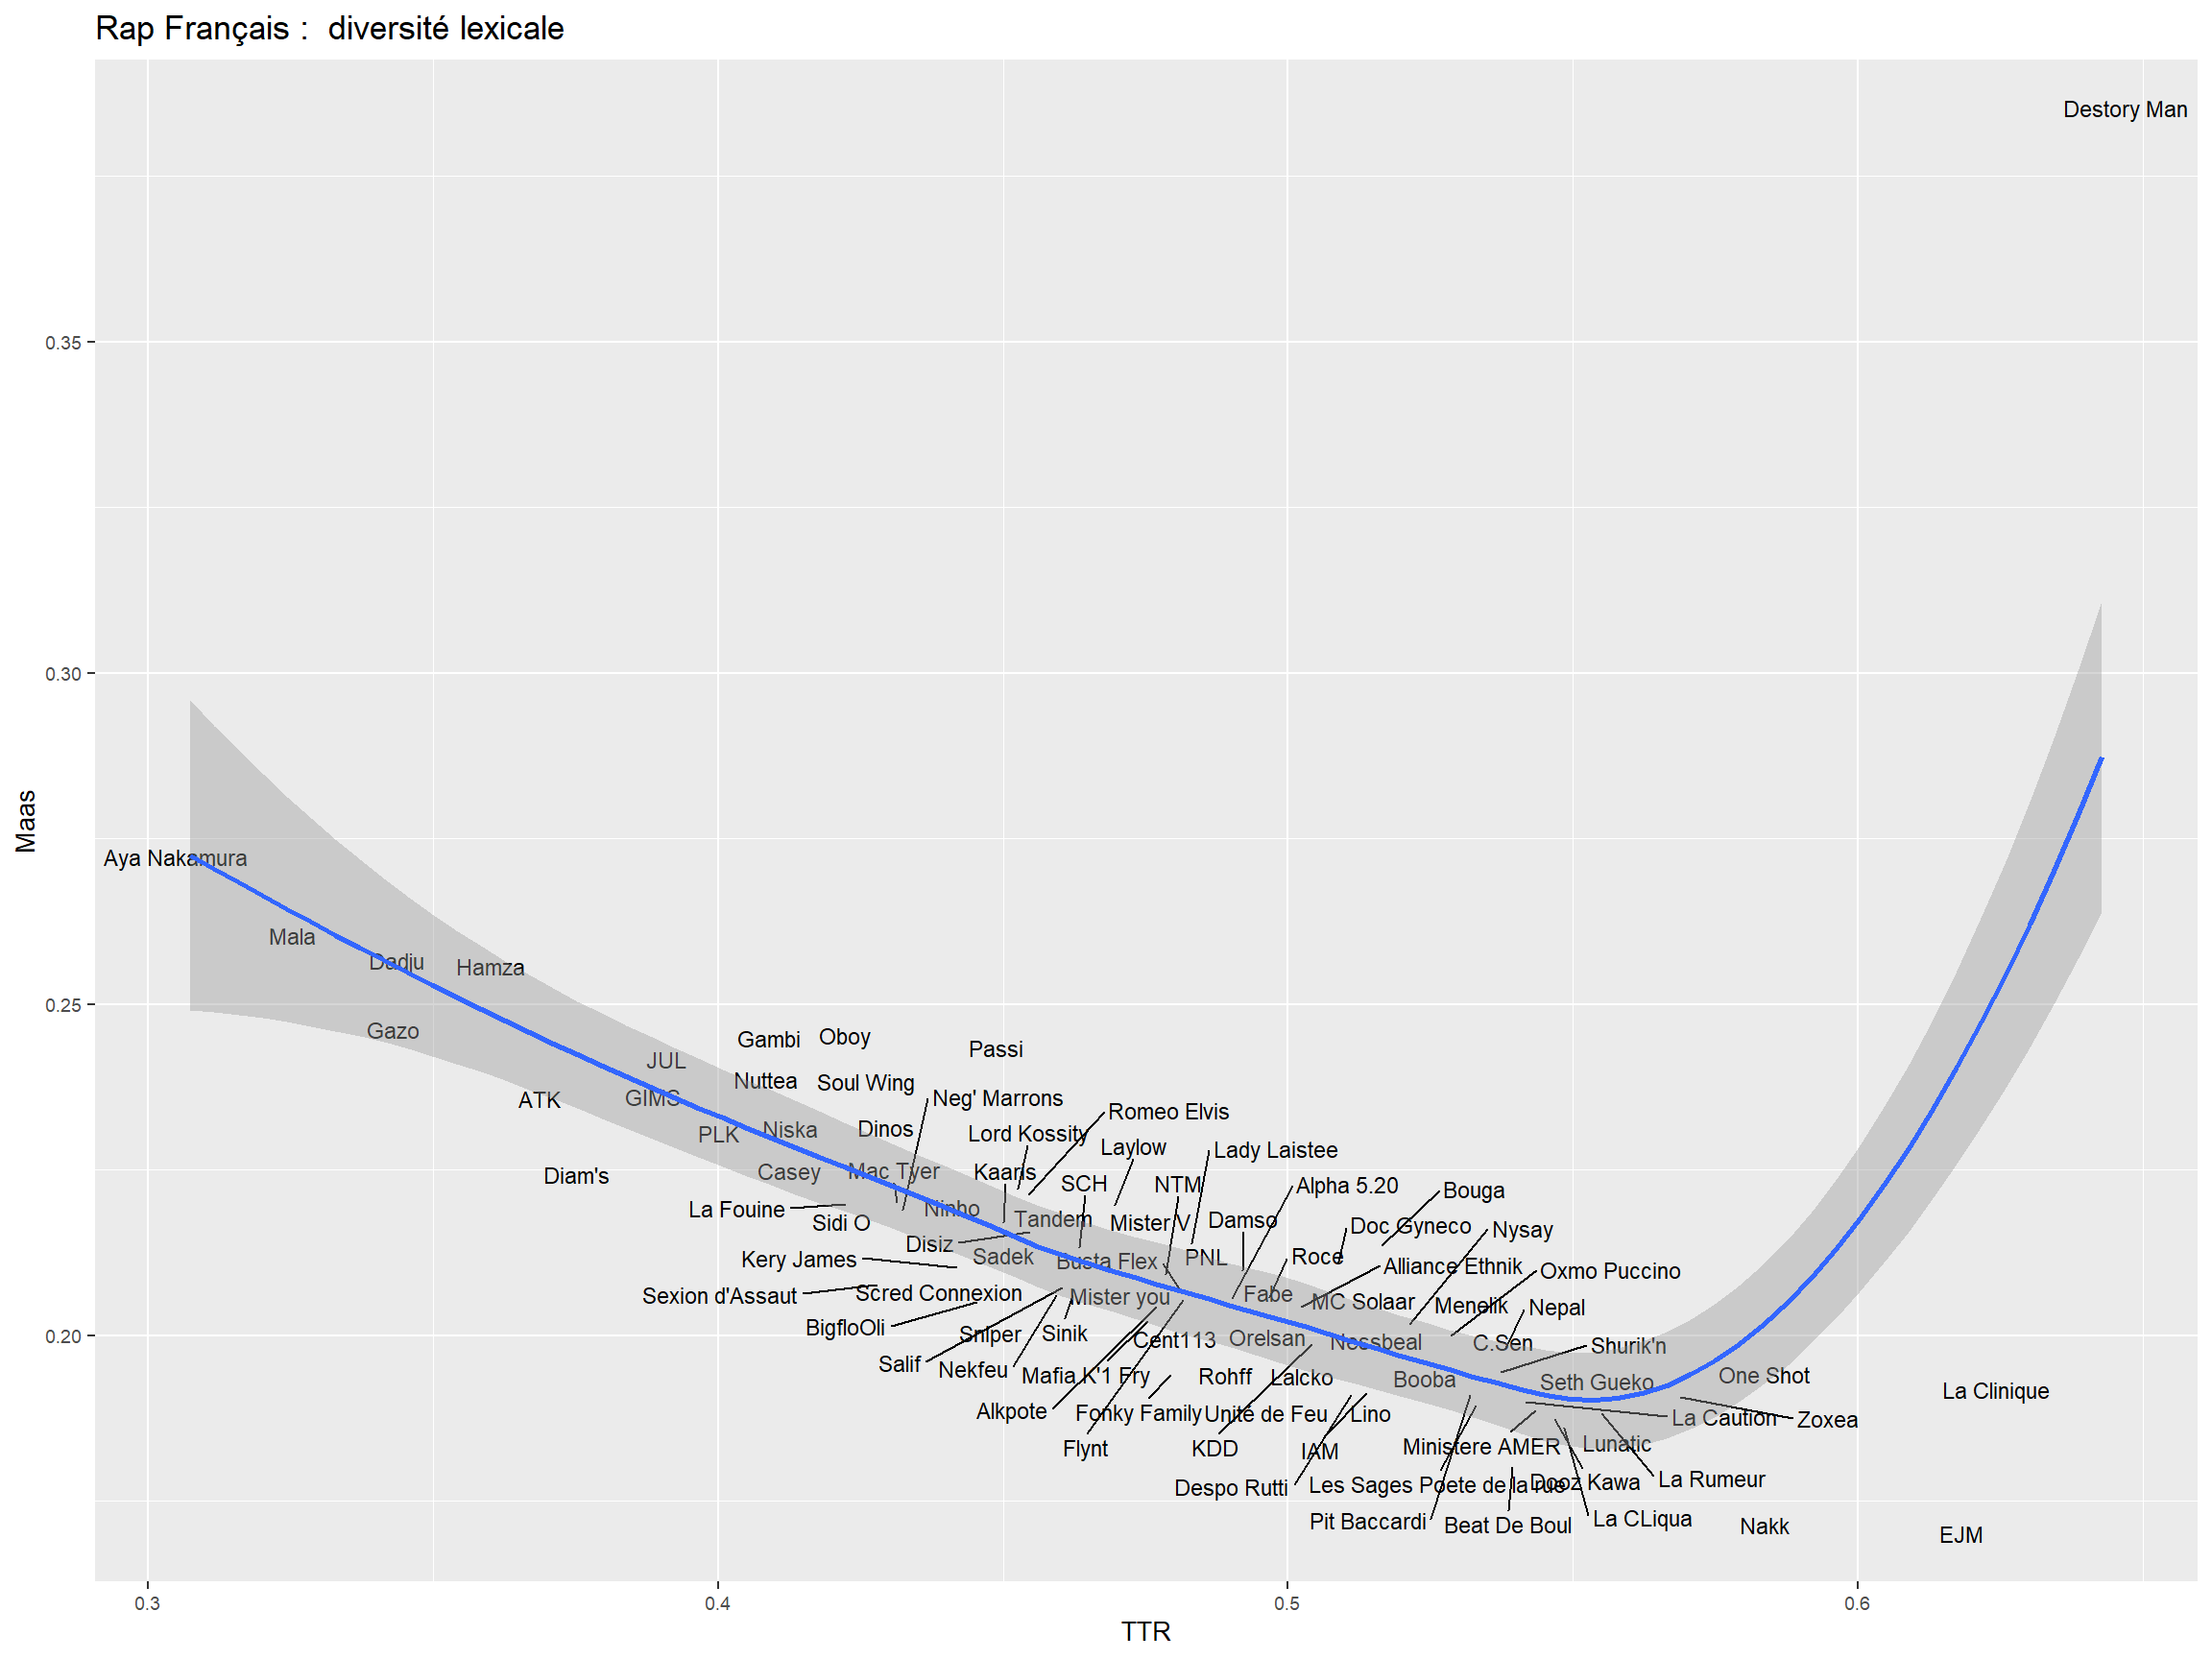 Rap Français :  diversité lexicale
Destory Man
0.35
0.30
Maas
Aya Nakamura
Mala
Dadju
Hamza
0.25
Gazo
Gambi
Oboy
Passi
JUL
Nuttea
Soul Wing
ATK
GIMS
Neg' Marrons
Romeo Elvis
PLK
Niska
Dinos
Lord Kossity
Laylow
Lady Laistee
Diam's
Casey
Mac Tyer
Kaaris
SCH
NTM
Alpha 5.20
Bouga
La Fouine
Sidi O
Ninho
Tandem
Mister V
Damso
Doc Gyneco
Nysay
Disiz
Kery James
Sadek
Busta Flex
PNL
Roce
Alliance Ethnik
Oxmo Puccino
Sexion d'Assaut
Scred Connexion
Mister you
Fabe
MC Solaar
Menelik
Nepal
0.20
BigfloOli
Sniper
Sinik
Cent113
Orelsan
Nessbeal
C.Sen
Shurik'n
Salif
Nekfeu
Mafia K'1 Fry
Rohff
Lalcko
Booba
Seth Gueko
One Shot
La Clinique
Alkpote
Fonky Family
Unité de Feu
Lino
La Caution
Zoxea
Flynt
KDD
IAM
Ministere AMER
Lunatic
Despo Rutti
Les Sages Poete de la rue
Dooz Kawa
La Rumeur
Pit Baccardi
Beat De Boul
La CLiqua
Nakk
EJM
0.3
0.4
0.5
0.6
TTR